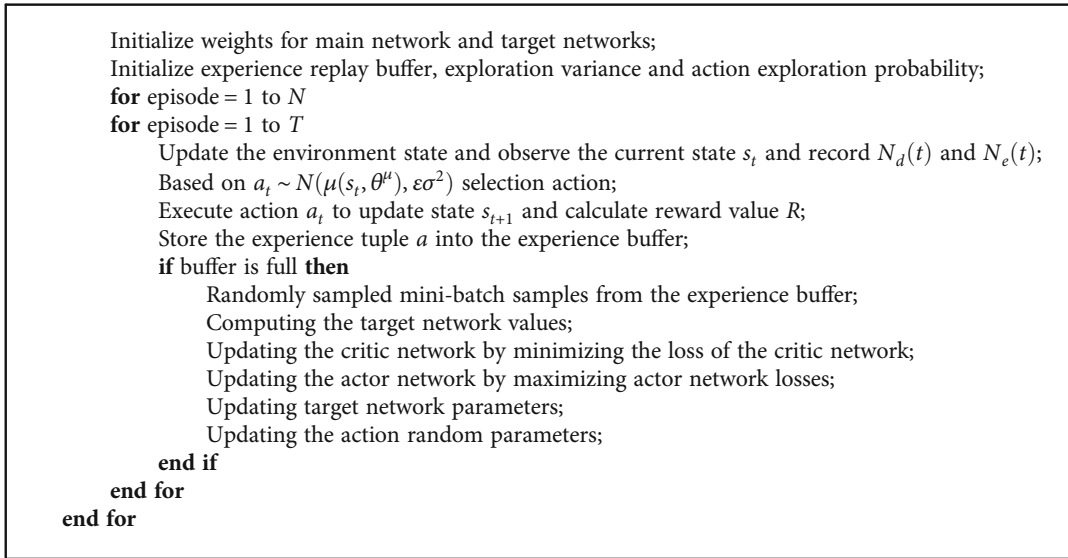 Initialize weights for main network and target networks;
Initialize experience replay buffer, exploration variance and action exploration probability;
for episode = 1 to N
for episode = 1 to T
Update the environment state and observe the current state s_t and record N_d(t) and N_e(t);
Based on a_t ~ N(μ(s_t, θ^μ), εσ^2) selection action;
Execute action a_t to update state s_{t+1} and calculate reward value R;
Store the experience tuple a into the experience buffer;
if buffer is full then
Randomly sampled mini-batch samples from the experience buffer;
Computing the target network values;
Updating the critic network by minimizing the loss of the critic network;
Updating the actor network by maximizing actor network losses;
Updating target network parameters;
Updating the action random parameters;
end if
end for
end for